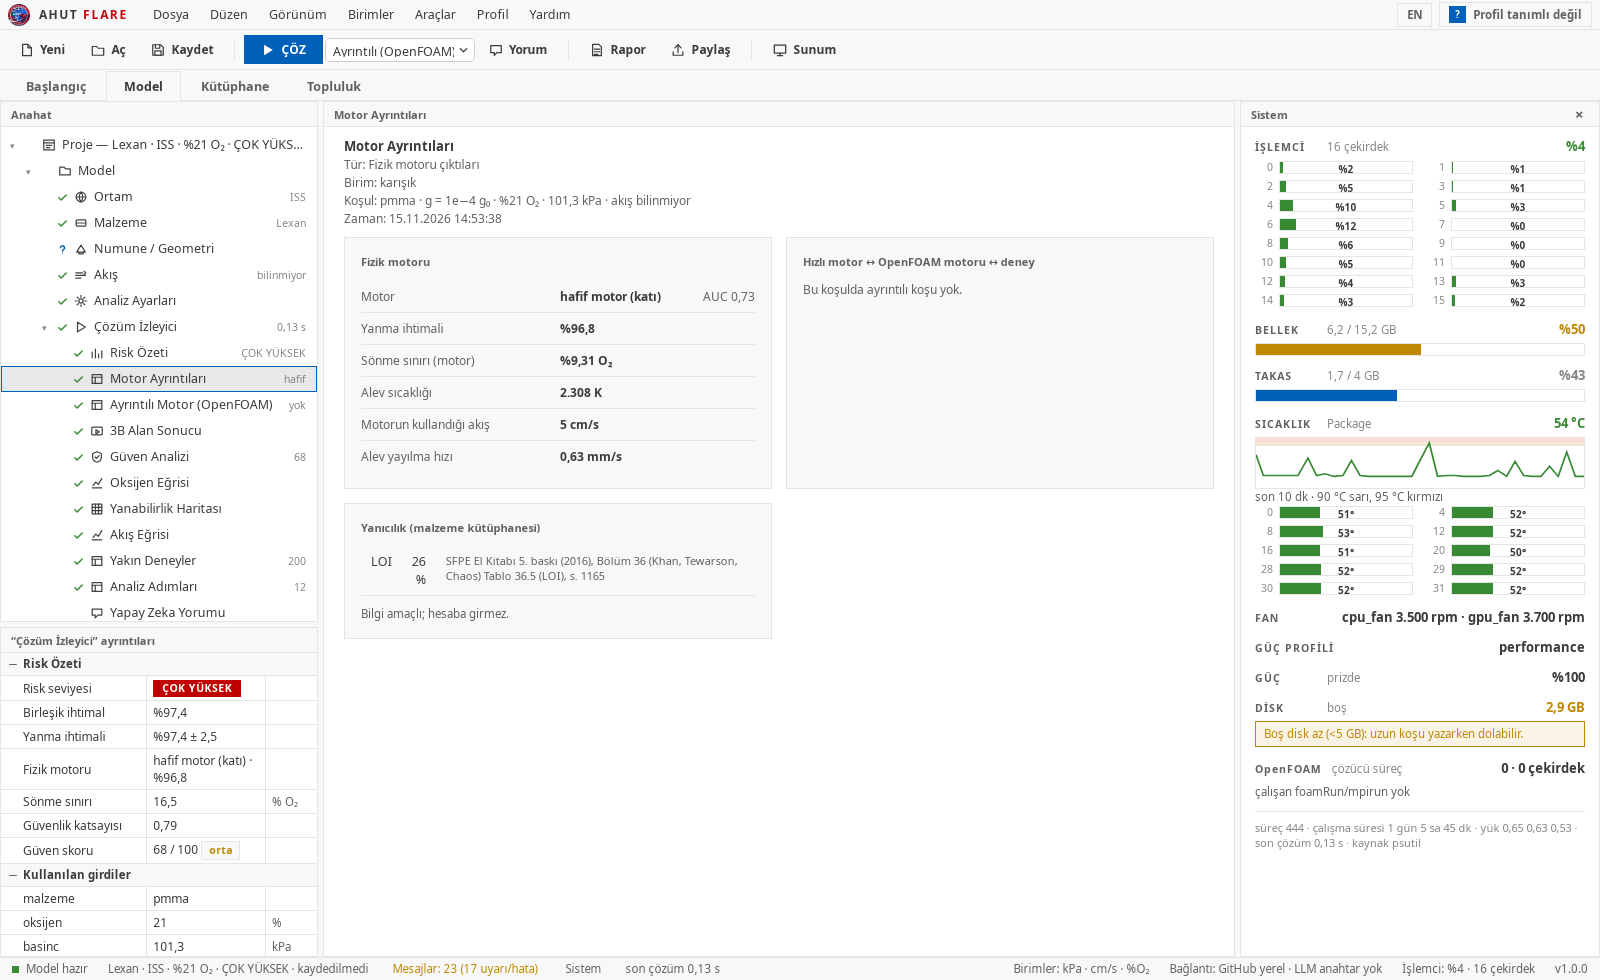 AHUT FLARE Dosya Düzen Görünüm Birimler Araçlar Profil Yardım EN ? Profil tanımlı değil
Yeni Aç Kaydet ÇÖZ Ayrıntılı (OpenFOAM) Yorum Rapor Paylaş Sunum
Başlangıç Model Kütüphane Topluluk
Anahat
Proje — Lexan · ISS · %21 O₂ · ÇOK YÜKS...
Model
Ortam ISS
Malzeme Lexan
? Numune / Geometri
Akış bilinmiyor
Analiz Ayarları
Çözüm İzleyici 0,13 s
Risk Özeti ÇOK YÜKSEK
Motor Ayrıntıları hafif
Ayrıntılı Motor (OpenFOAM) yok
3B Alan Sonucu
Güven Analizi 68
Oksijen Eğrisi
Yanabilirlik Haritası
Akış Eğrisi
Yakın Deneyler 200
Analiz Adımları 12
Yapay Zeka Yorumu
“Çözüm İzleyici” ayrıntıları
Risk Özeti
Risk seviyesi ÇOK YÜKSEK
Birleşik ihtimal %97,4
Yanma ihtimali %97,4 ± 2,5
Fizik motoru hafif motor (katı) ·
%96,8
Sönme sınırı 16,5 % O₂
Güvenlik katsayısı 0,79
Güven skoru 68 / 100 orta
Kullanılan girdiler
malzeme pmma
oksijen 21 %
basinc 101,3 kPa
Motor Ayrıntıları
Motor Ayrıntıları
Tür: Fizik motoru çıktıları
Birim: karışık
Koşul: pmma · g = 1e−4 g₀ · %21 O₂ · 101,3 kPa · akış bilinmiyor
Zaman: 15.11.2026 14:53:38
Fizik motoru
Motor hafif motor (katı) AUC 0,73
Yanma ihtimali %96,8
Sönme sınırı (motor) %9,31 O₂
Alev sıcaklığı 2.308 K
Motorun kullandığı akış 5 cm/s
Alev yayılma hızı 0,63 mm/s
Hızlı motor ↔ OpenFOAM motoru ↔ deney
Bu koşulda ayrıntılı koşu yok.
Yanıcılık (malzeme kütüphanesi)
LOI 26 % SFPE El Kitabı 5. baskı (2016), Bölüm 36 (Khan, Tewarson,
Chaos) Tablo 36.5 (LOI), s. 1165
Bilgi amaçlı; hesaba girmez.
Sistem ×
İŞLEMCİ 16 çekirdek %4
0 %2 1 %1
2 %5 3 %1
4 %10 5 %3
6 %12 7 %0
8 %6 9 %0
10 %5 11 %0
12 %4 13 %3
14 %3 15 %2
BELLEK 6,2 / 15,2 GB %50
TAKAS 1,7 / 4 GB %43
SICAKLIK Package 54 °C
son 10 dk · 90 °C sarı, 95 °C kırmızı
0 51° 4 52°
8 53° 12 52°
16 51° 20 50°
28 52° 29 52°
30 52° 31 52°
FAN cpu_fan 3.500 rpm · gpu_fan 3.700 rpm
GÜÇ PROFİLİ performance
GÜÇ prizde %100
DİSK boş 2,9 GB
Boş disk az (<5 GB): uzun koşu yazarken dolabilir.
OpenFOAM çözücü süreç 0 · 0 çekirdek
çalışan foamRun/mpirun yok
süreç 444 · çalışma süresi 1 gün 5 sa 45 dk · yük 0,65 0,63 0,53 ·
son çözüm 0,13 s · kaynak psutil
Model hazır Lexan · ISS · %21 O₂ · ÇOK YÜKSEK · kaydedilmedi Mesajlar: 23 (17 uyarı/hata) Sistem son çözüm 0,13 s Birimler: kPa · cm/s · %O₂ Bağlantı: GitHub yerel · LLM anahtar yok İşlemci: %4 · 16 çekirdek v1.0.0